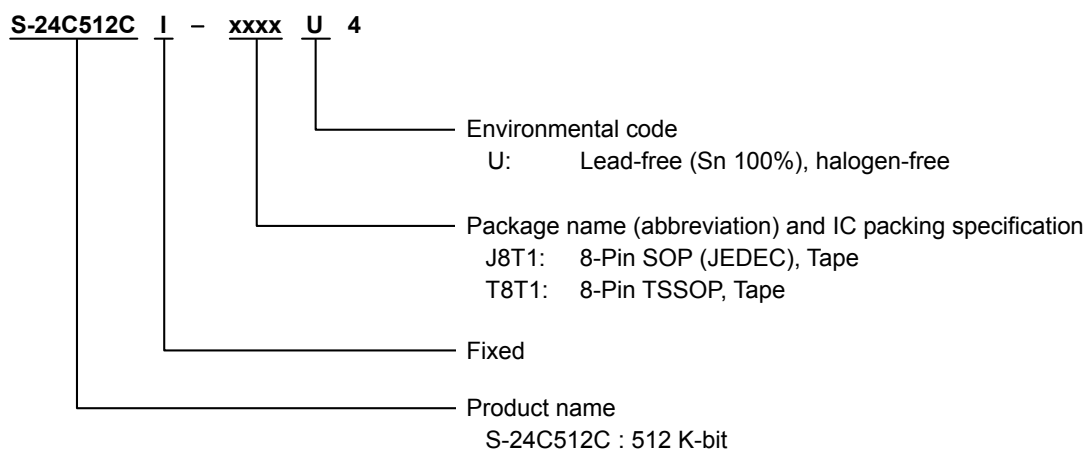 S-24C512C I – xxxx U 4
Environmental code
U: Lead-free (Sn 100%), halogen-free
Package name (abbreviation) and IC packing specification
J8T1: 8-Pin SOP (JEDEC), Tape
T8T1: 8-Pin TSSOP, Tape
Fixed
Product name
S-24C512C : 512 K-bit